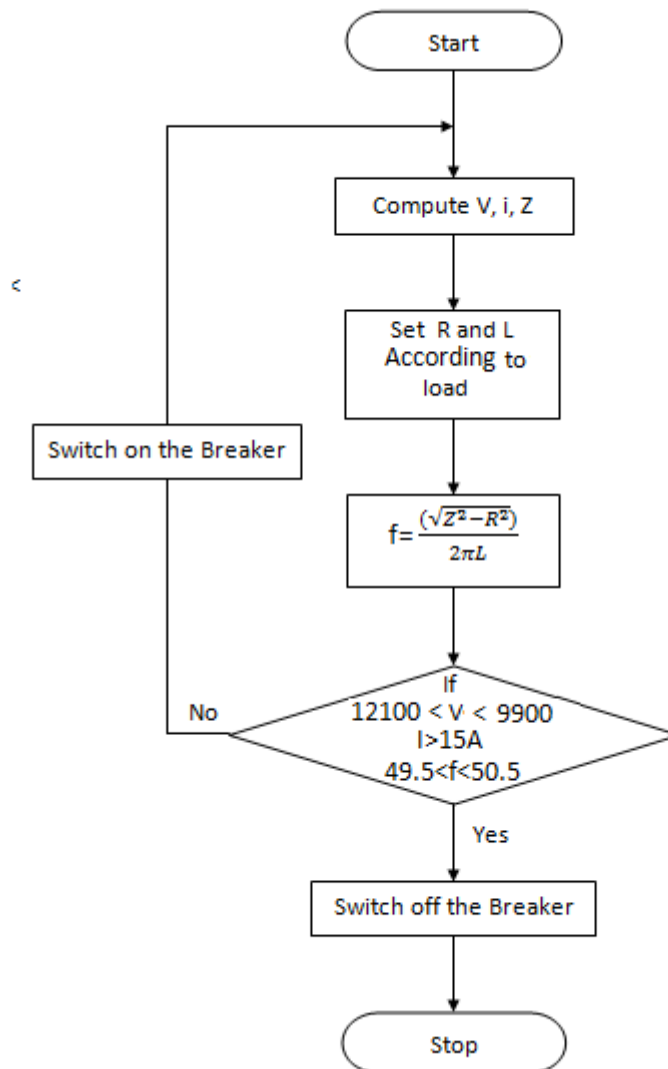 Start
Compute V, i, Z
<
Set R and L
According to
load
Switch on the Breaker
f=(√Z²−R²)/2πL
If
No
12100 < V < 9900
I>15A
49.5<f<50.5
Yes
Switch off the Breaker
Stop